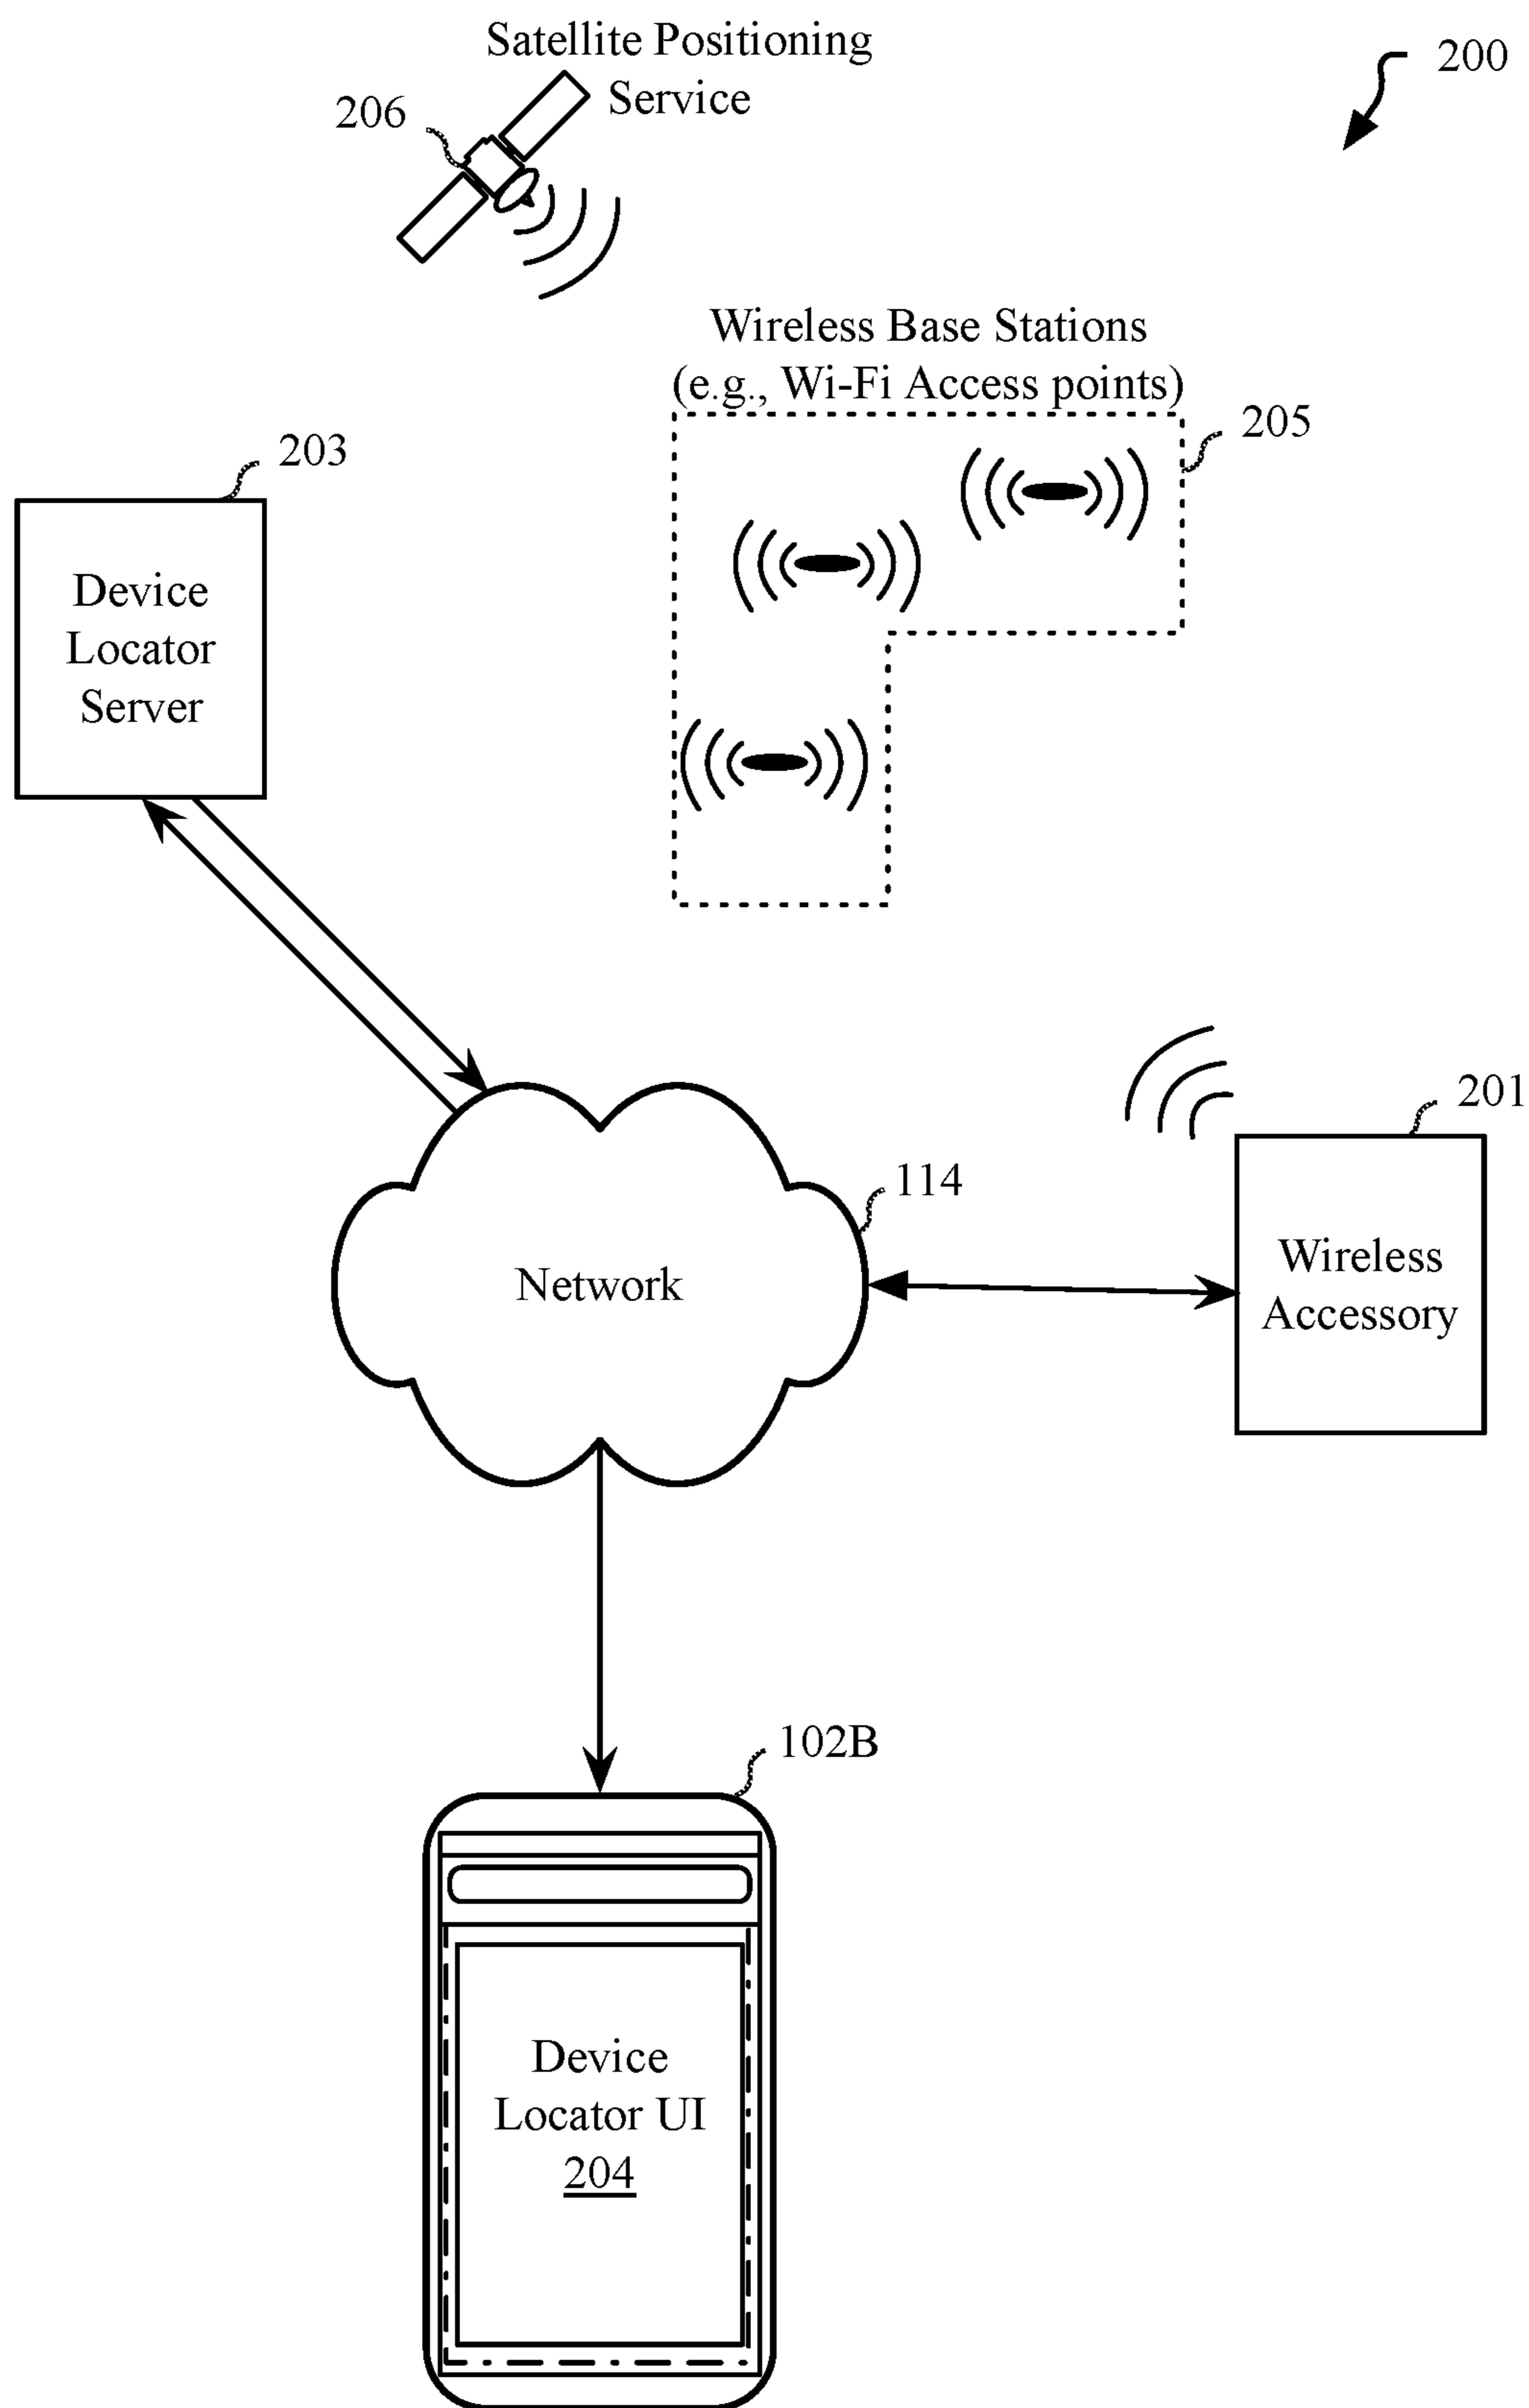 Satellite Positioning
Service
200
206
Wireless Base Stations
(e.g., Wi-Fi Access points)
205
203
Device
Locator
Server
201
114
Network
Wireless
Accessory
102B
Device
Locator UI
204